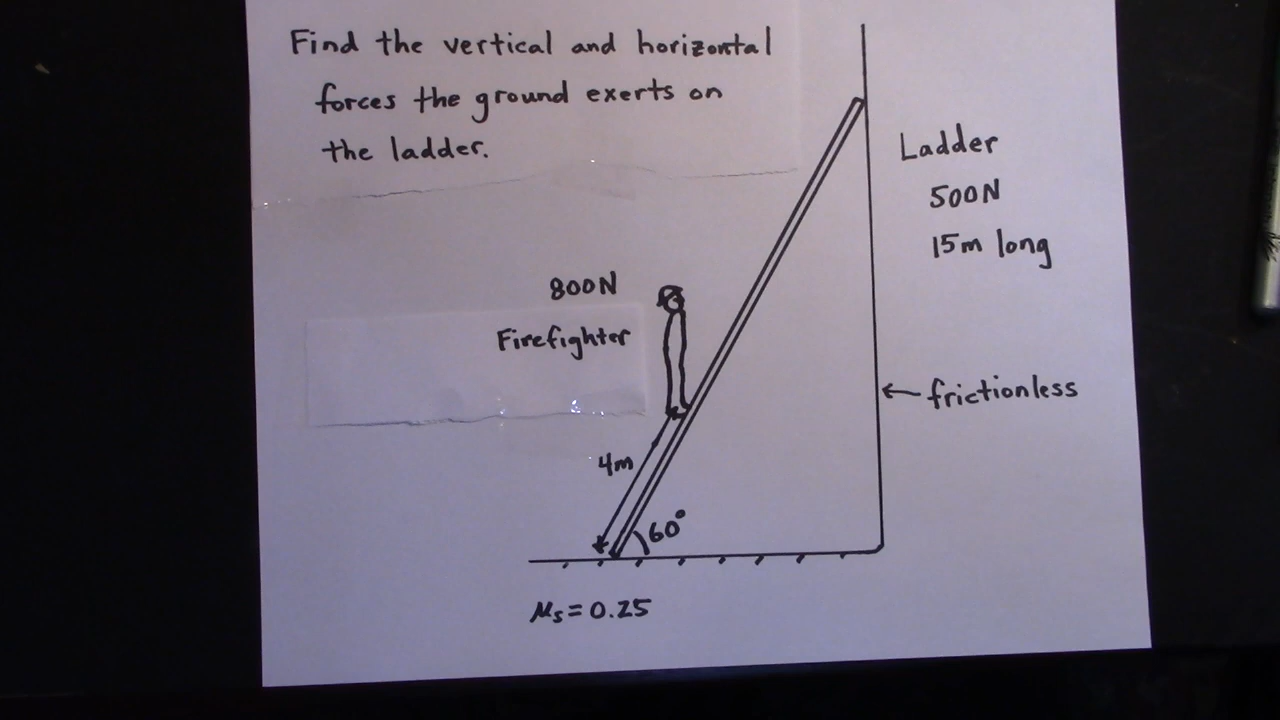 Find the vertical and horizontal
forces the ground exerts on
the ladder.
Ladder
500N
15m long
800N
Firefighter
← frictionless
4m
60°
μs = 0.25